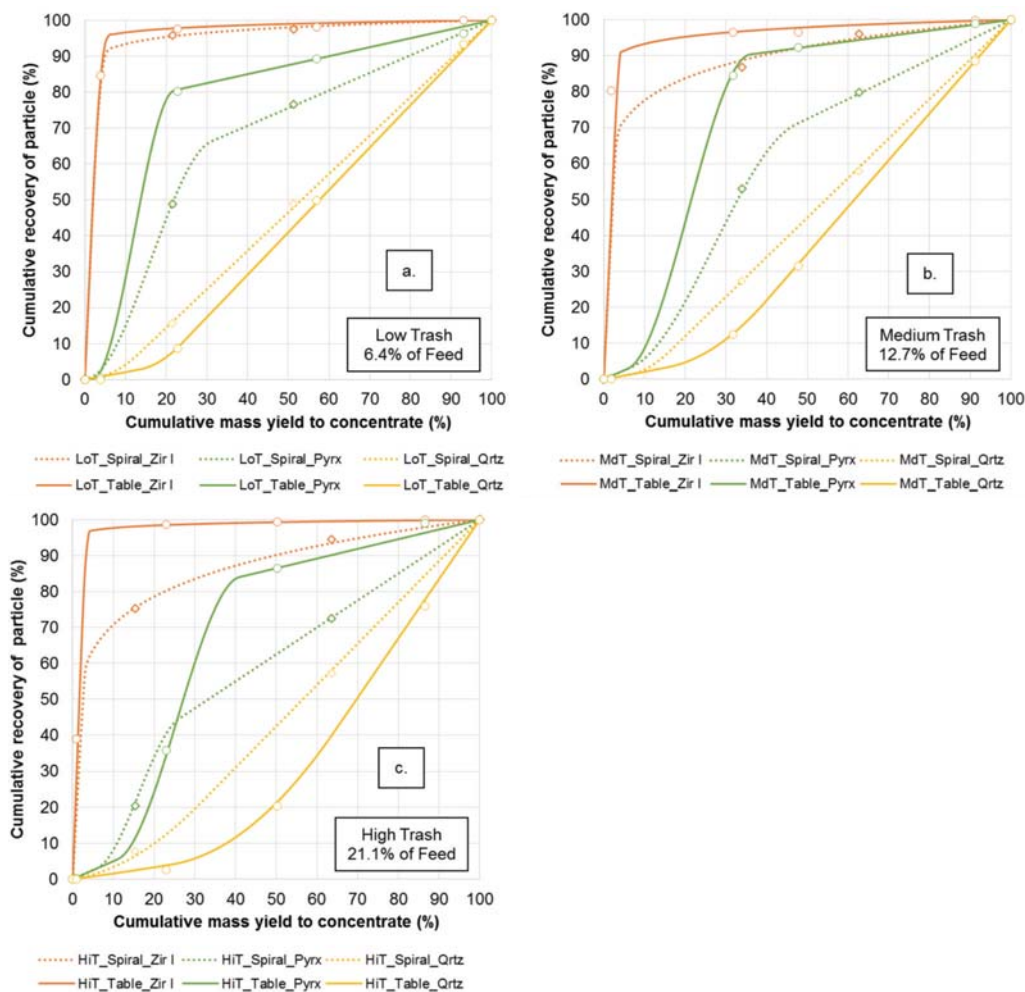 100
90
80
70
60
50
40
30
20
10
0
Cumulative recovery of particle (%)
a.
Low Trash
6.4% of Feed
0 10 20 30 40 50 60 70 80 90 100
Cumulative mass yield to concentrate (%)
LoT_Spiral_Zir I LoT_Spiral_Pyrx LoT_Spiral_Qrtz
LoT_Table_Zir I LoT_Table_Pyrx LoT_Table_Qrtz
100
90
80
70
60
50
40
30
20
10
0
Cumulative recovery of particle (%)
b.
Medium Trash
12.7% of Feed
0 10 20 30 40 50 60 70 80 90 100
Cumulative mass yield to concentrate (%)
MdT_Spiral_Zir I MdT_Spiral_Pyrx MdT_Spiral_Qrtz
MdT_Table_Zir I MdT_Table_Pyrx MdT_Table_Qrtz
100
90
80
70
60
50
40
30
20
10
0
Cumulative recovery of particle (%)
c.
High Trash
21.1% of Feed
0 10 20 30 40 50 60 70 80 90 100
Cumulative mass yield to concentrate (%)
HiT_Spiral_Zir I HiT_Spiral_Pyrx HiT_Spiral_Qrtz
HiT_Table_Zir I HiT_Table_Pyrx HiT_Table_Qrtz